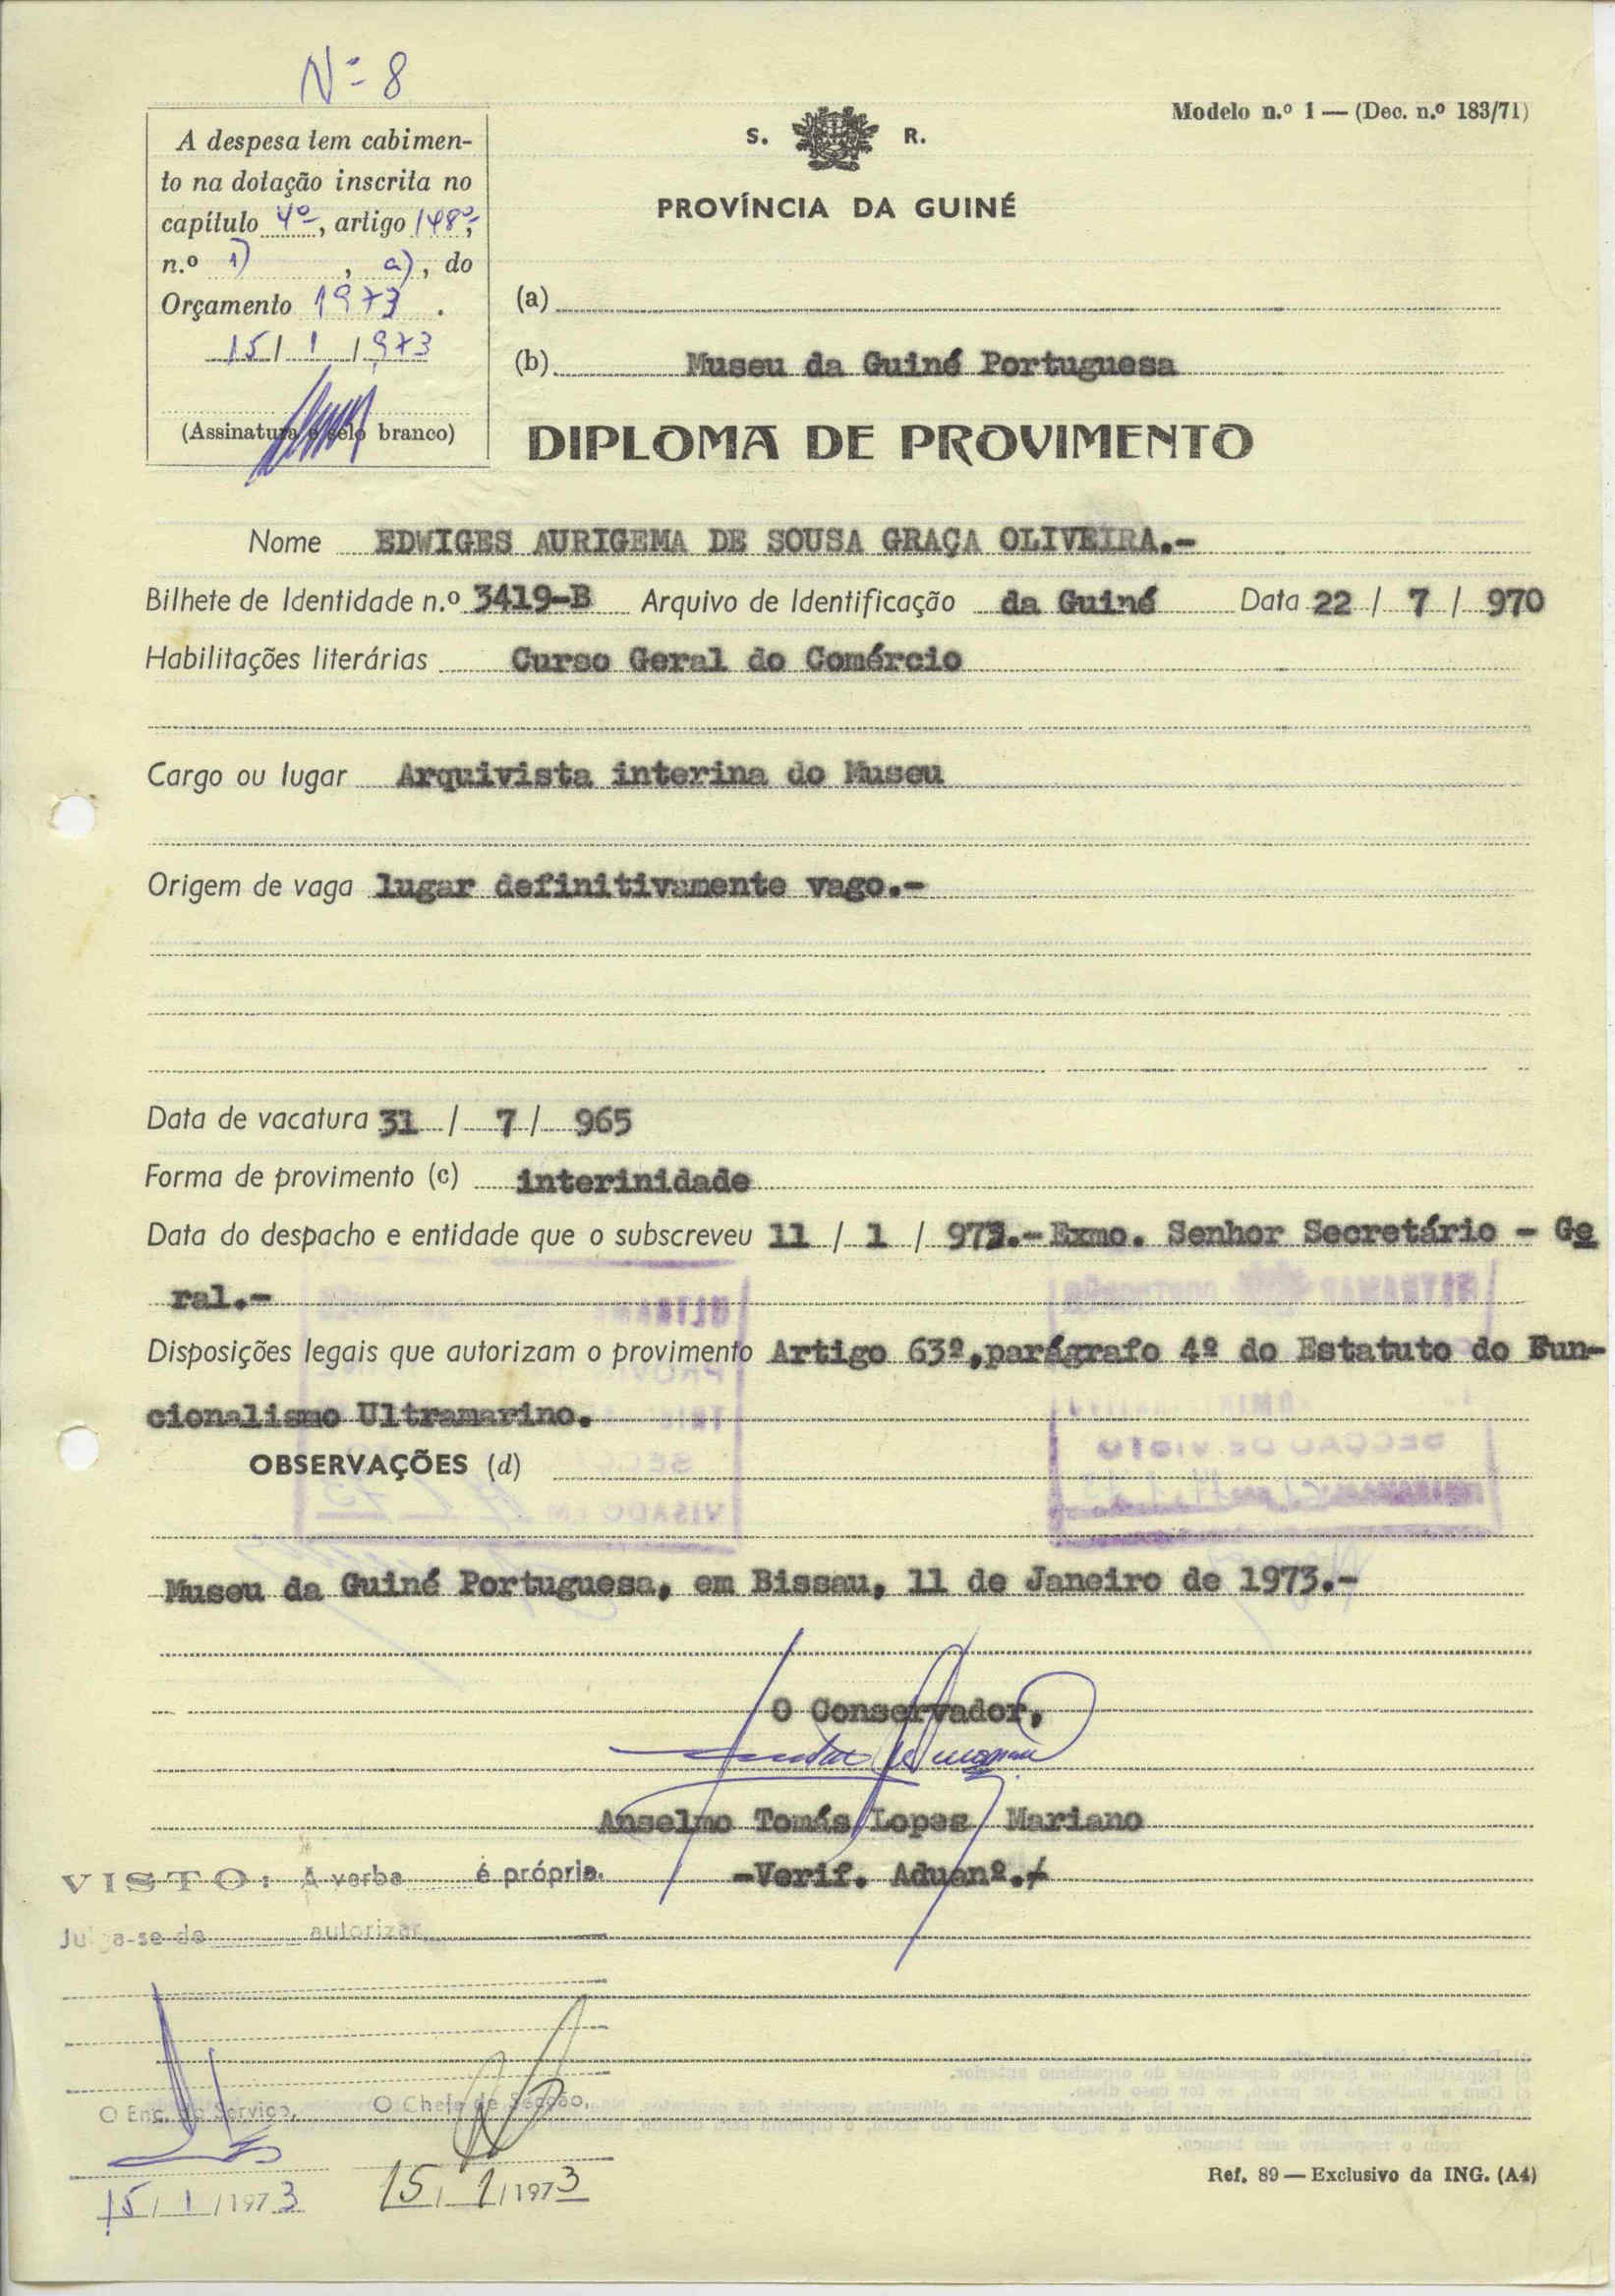 Nº 8
A despesa tem cabimen-
to na dotação inscrita no
capítulo 4º, artigo 148º,
n.º 1) , a), do
Orçamento 1973.
15/1/973
(Assinatura e selo branco)
Modelo n.º 1 — (Dec. n.º 183/71)
S. R.
PROVÍNCIA DA GUINÉ
(a)
(b) Museu da Guiné Portuguesa
DIPLOMA DE PROVIMENTO
Nome EDWIGES AURIGEMA DE SOUSA GRAÇA OLIVEIRA.-
Bilhete de Identidade n.º 3419-B Arquivo de Identificação da Guiné Data 22 / 7 / 970
Habilitações literárias Curso Geral do Comércio
Cargo ou lugar Arquivista interina do Museu
Origem de vaga lugar definitivamente vago.-
Data de vacatura 31 / 7 / 965
Forma de provimento (c) interinidade
Data do despacho e entidade que o subscreveu 11 / 1 / 973.- Exmo. Senhor Secretário - Ge
ral.-
Disposições legais que autorizam o provimento Artigo 63º,parágrafo 4º do Estatuto do Fun-
cionalismo Ultramarino.
OBSERVAÇÕES (d)
Museu da Guiné Portuguesa, em Bissau, 11 de Janeiro de 1973.-
O Conservador,
Anselmo Tomás Lopes Mariano
-Verif. Aduanº.-
VISTO: A verba é própria.
Julga-se de autorizar
O Enc. do Serviço, O Chefe de Secção,
15/1/1973 15/1/1973
Ref. 89 — Exclusivo da ING. (A4)